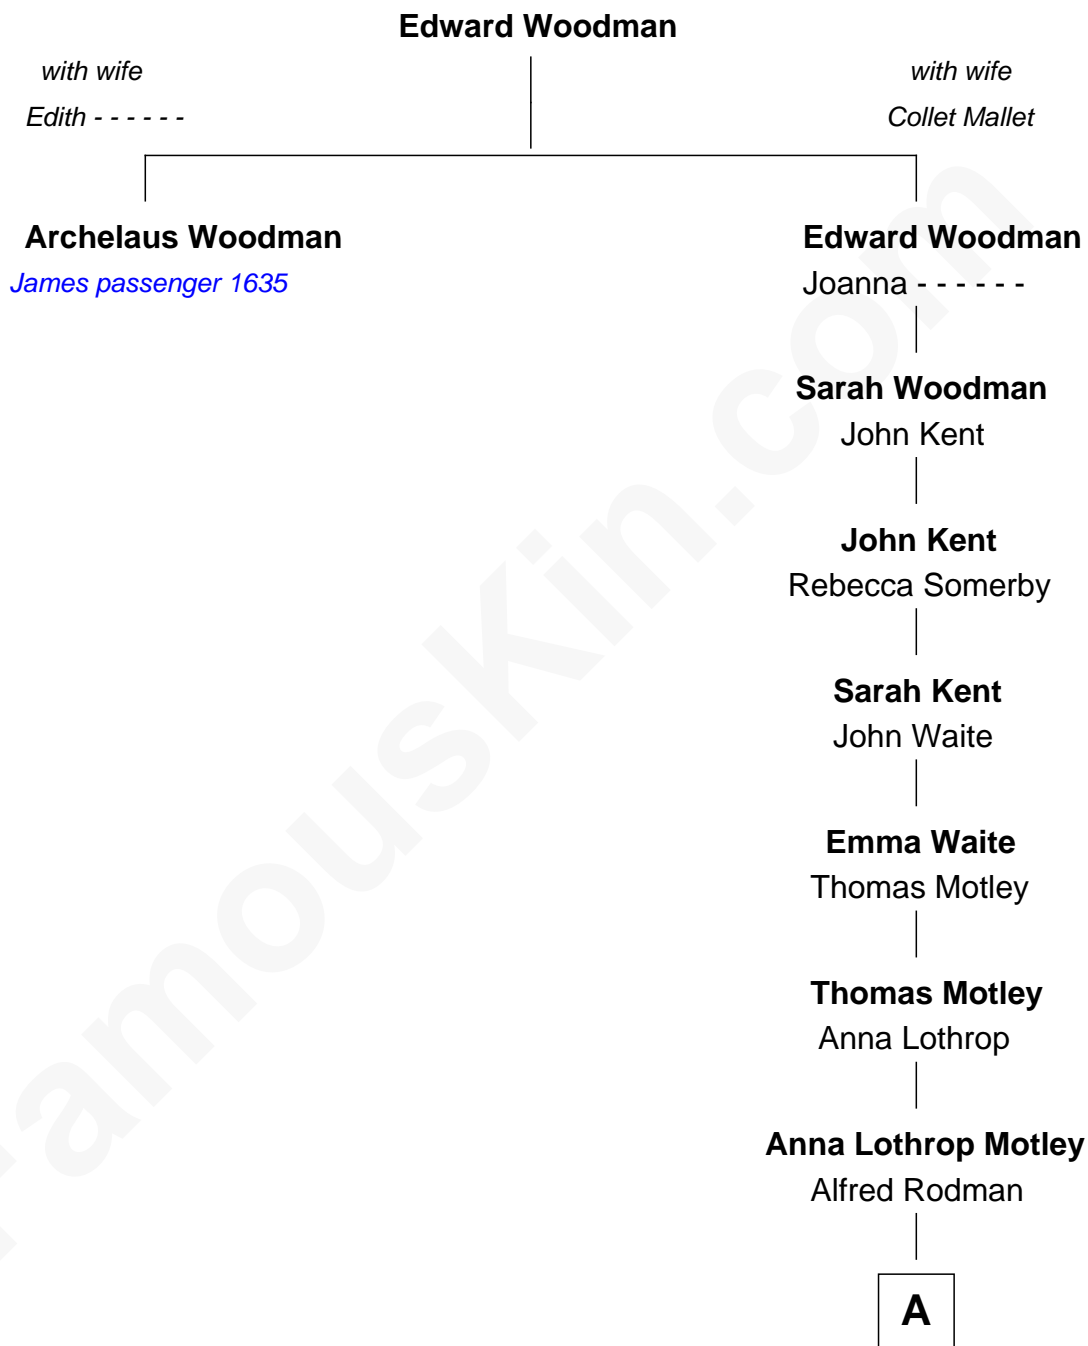 Edward Woodman
with wife
Edith - - - - - -
with wife
Collet Mallet
Archelaus Woodman
James passenger 1635
Edward Woodman
Joanna - - - - - -
Sarah Woodman
John Kent
John Kent
Rebecca Somerby
Sarah Kent
John Waite
Emma Waite
Thomas Motley
Thomas Motley
Anna Lothrop
Anna Lothrop Motley
Alfred Rodman
A
FamousKin.com